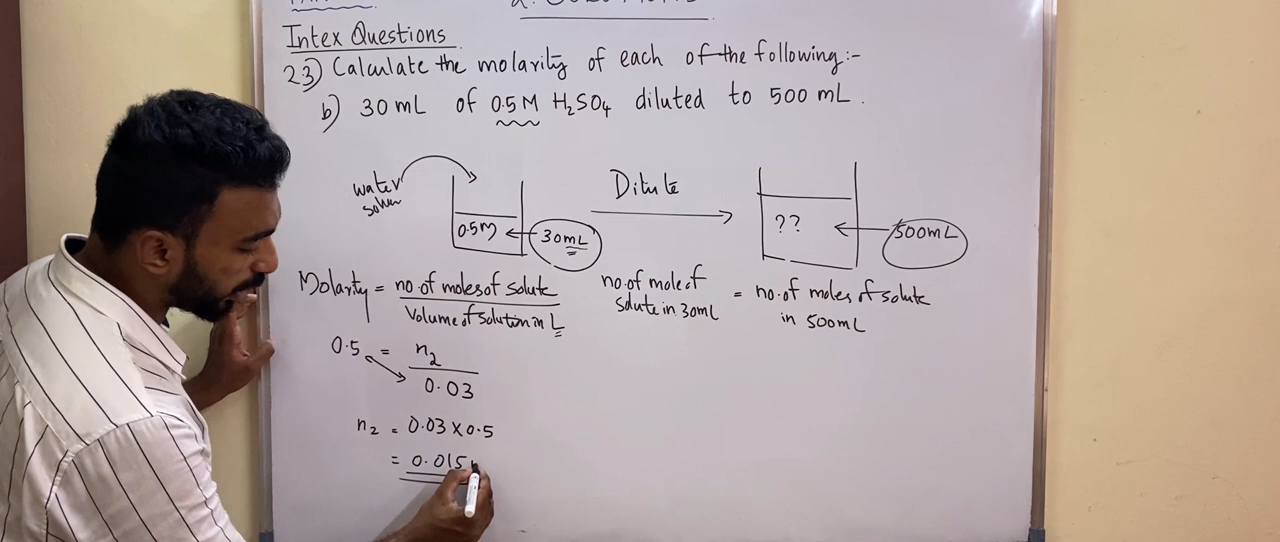 Intex Questions
23) Calculate the molarity of each of the following:-
b) 30 mL of 0.5 M H₂SO₄ diluted to 500 mL.
water
Dilute
0.5M
30mL
??
500mL
Molarity = no. of moles of solute / Volume of solution in L
no. of mole of solute in 30mL = no. of moles of solute in 500mL
0.5 = n₂ / 0.03
n₂ = 0.03 × 0.5
= 0.015